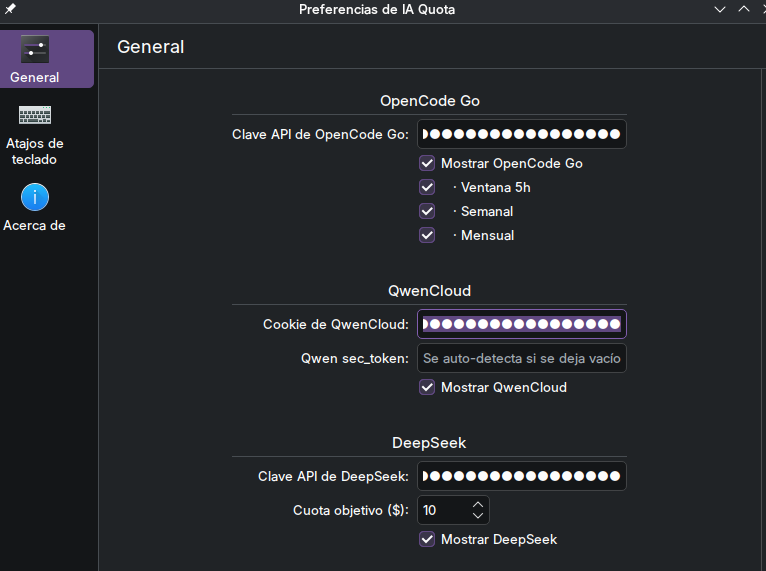 Preferencias de IA Quota
General
General
Atajos de
teclado
Acerca de
OpenCode Go
Clave API de OpenCode Go:
Mostrar OpenCode Go
· Ventana 5h
· Semanal
· Mensual
QwenCloud
Cookie de QwenCloud:
Qwen sec_token: Se auto-detecta si se deja vacío
Mostrar QwenCloud
DeepSeek
Clave API de DeepSeek:
Cuota objetivo ($): 10
Mostrar DeepSeek